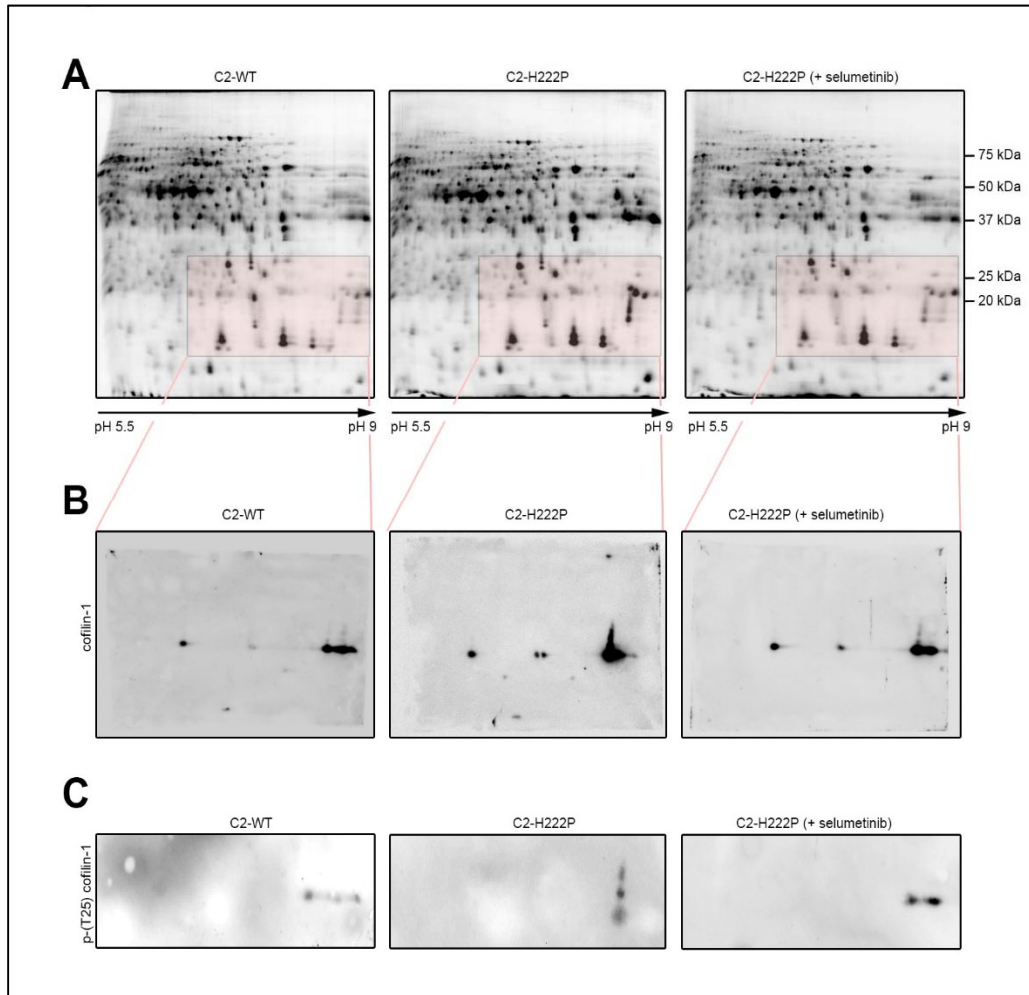 A
C2-WT
C2-H222P
C2-H222P (+ selumetinib)
75 kDa
50 kDa
37 kDa
25 kDa
20 kDa
pH 5.5
pH 9
pH 5.5
pH 9
pH 5.5
pH 9
B
C2-WT
C2-H222P
C2-H222P (+ selumetinib)
cofilin-1
C
C2-WT
C2-H222P
C2-H222P (+ selumetinib)
p-(T25) cofilin-1